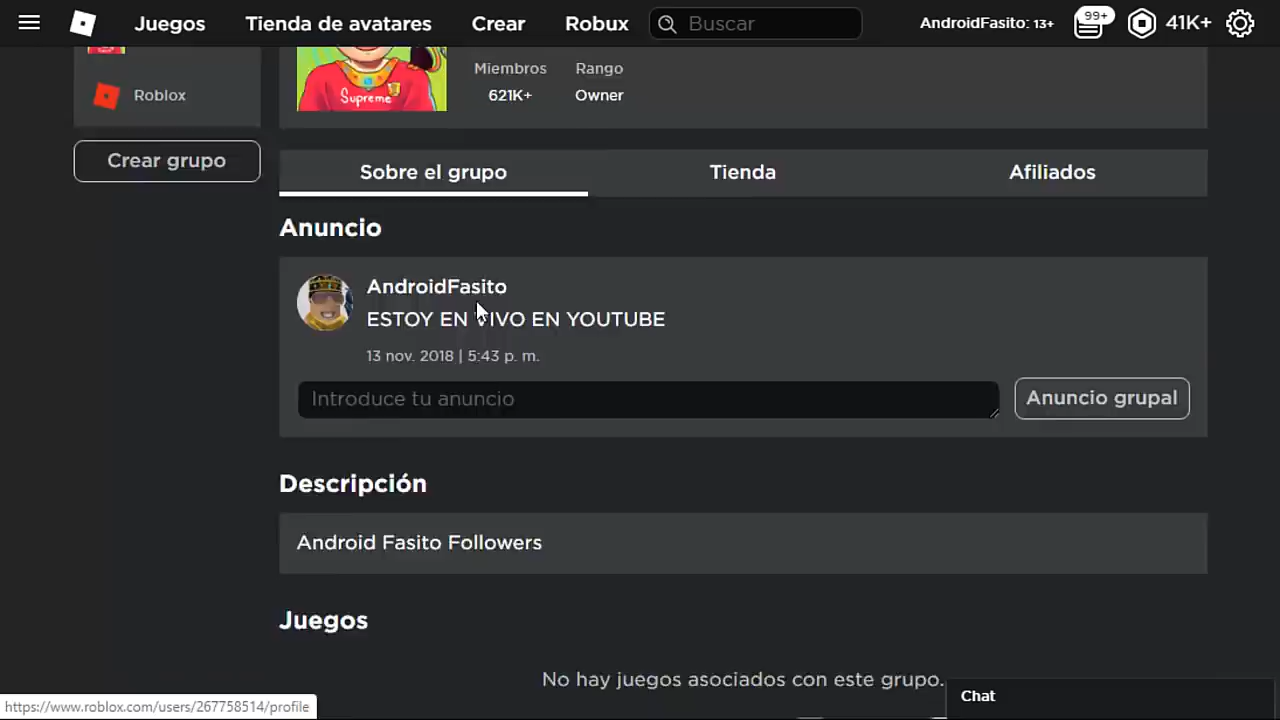 Juegos
Tienda de avatares
Crear
Robux
Buscar
AndroidFasito: 13+
99+
41K+
Roblox
Crear grupo
Supreme
Miembros
Rango
621K+
Owner
Sobre el grupo
Tienda
Afiliados
Anuncio
AndroidFasito
ESTOY EN VIVO EN YOUTUBE
13 nov. 2018 | 5:43 p. m.
Introduce tu anuncio
Anuncio grupal
Descripción
Android Fasito Followers
Juegos
No hay juegos asociados con este grupo.
Chat
https://www.roblox.com/users/267758514/profile